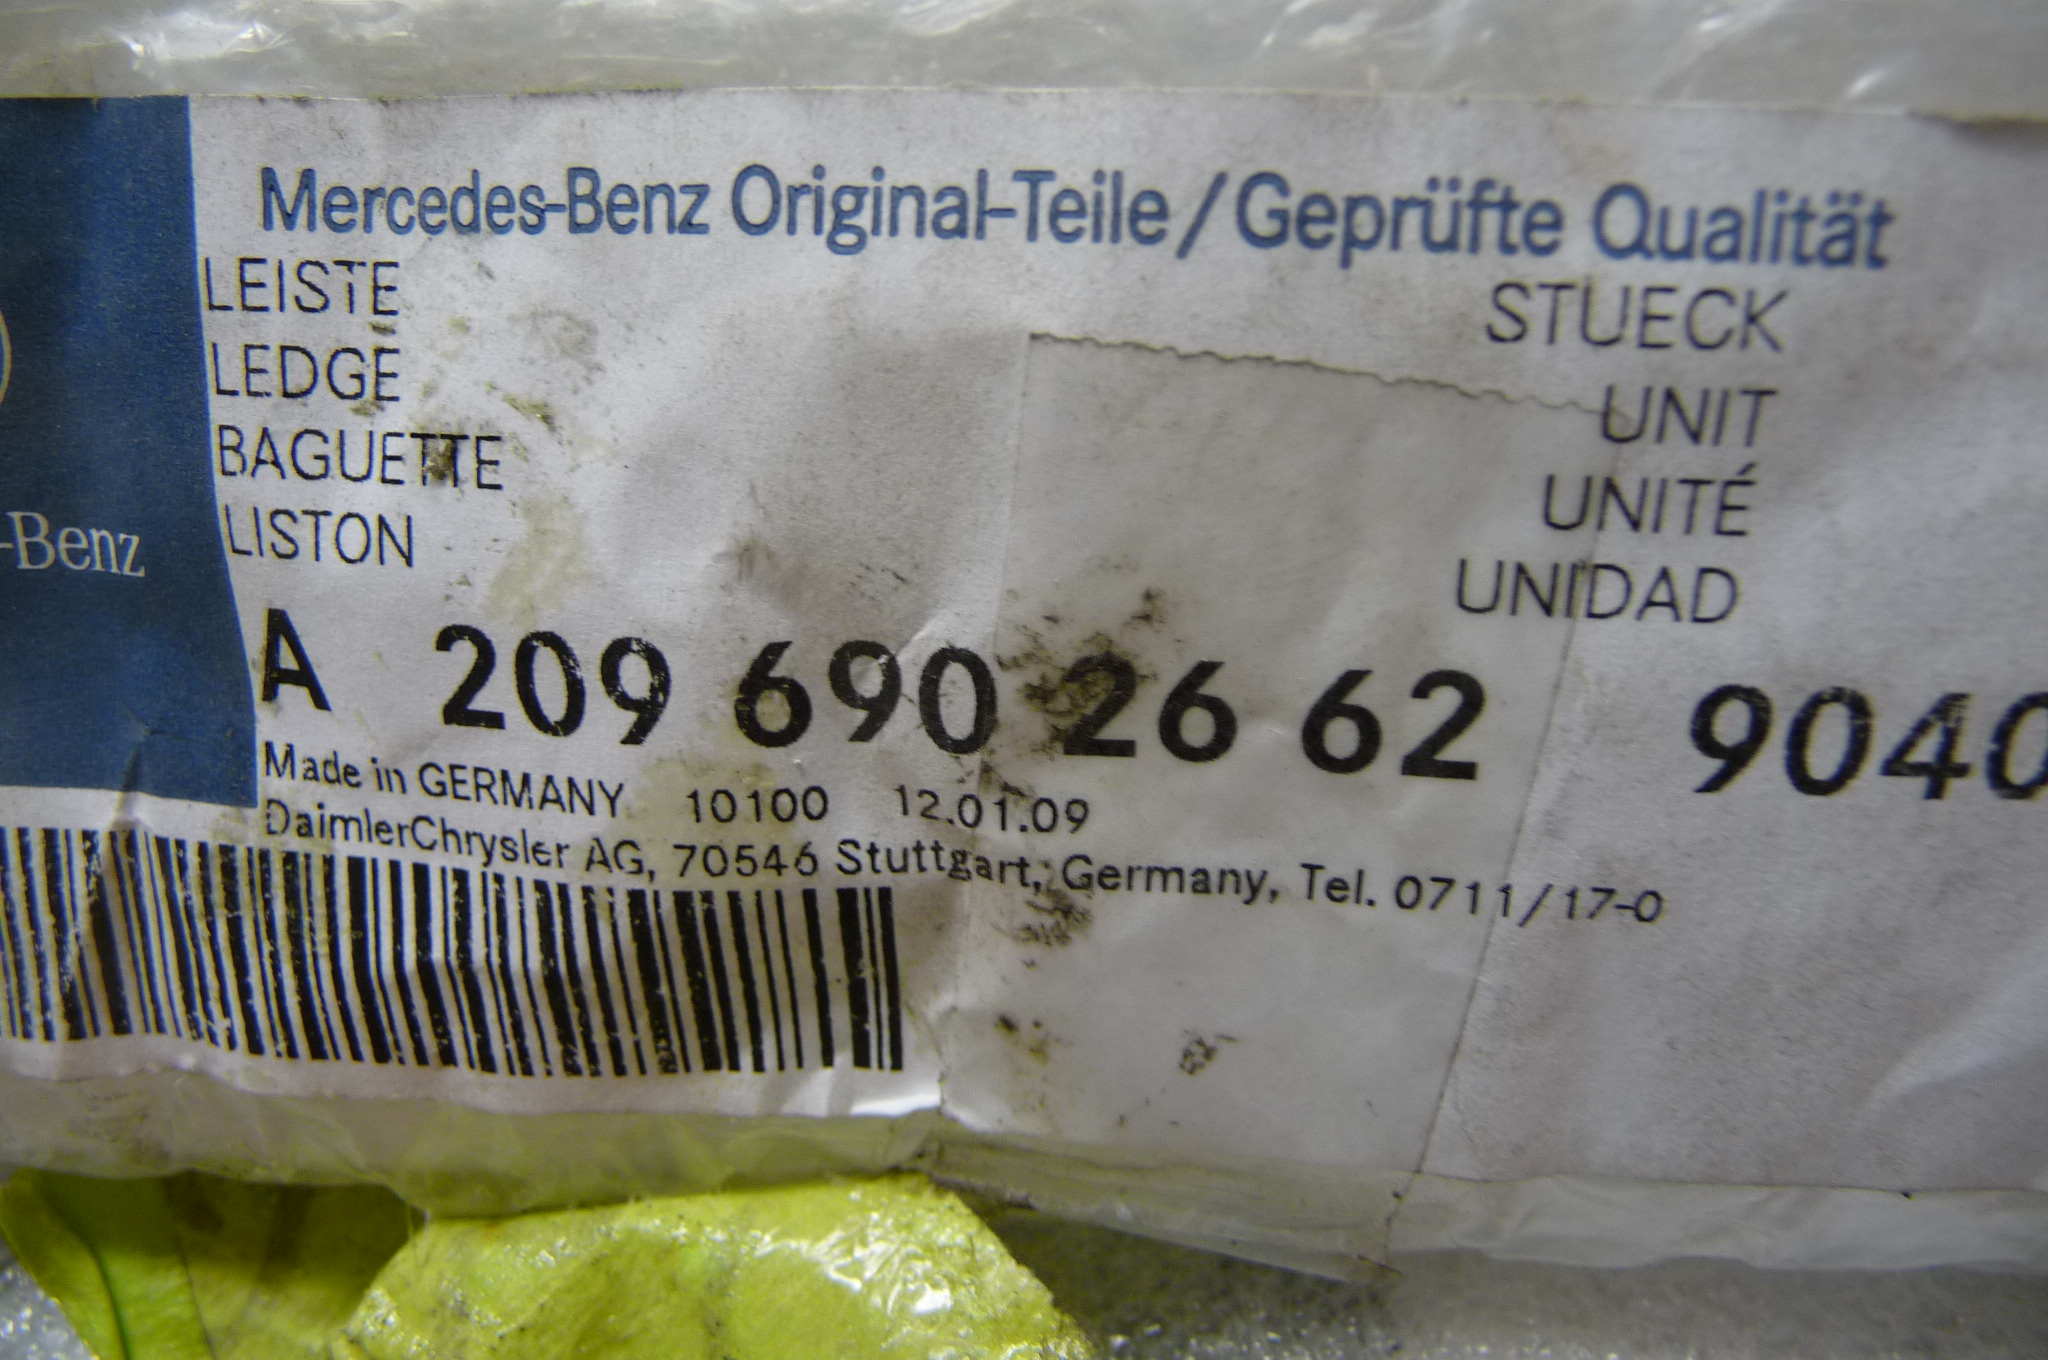 Mercedes-Benz Original-Teile / Geprüfte Qualität
LEISTE
LEDGE
BAGUETTE
LISTON
STUECK
UNIT
UNITÉ
UNIDAD
-Benz
A 209 690 26 62 9040
Made in GERMANY 10100 12.01.09
DaimlerChrysler AG, 70546 Stuttgart, Germany, Tel. 0711/17-0